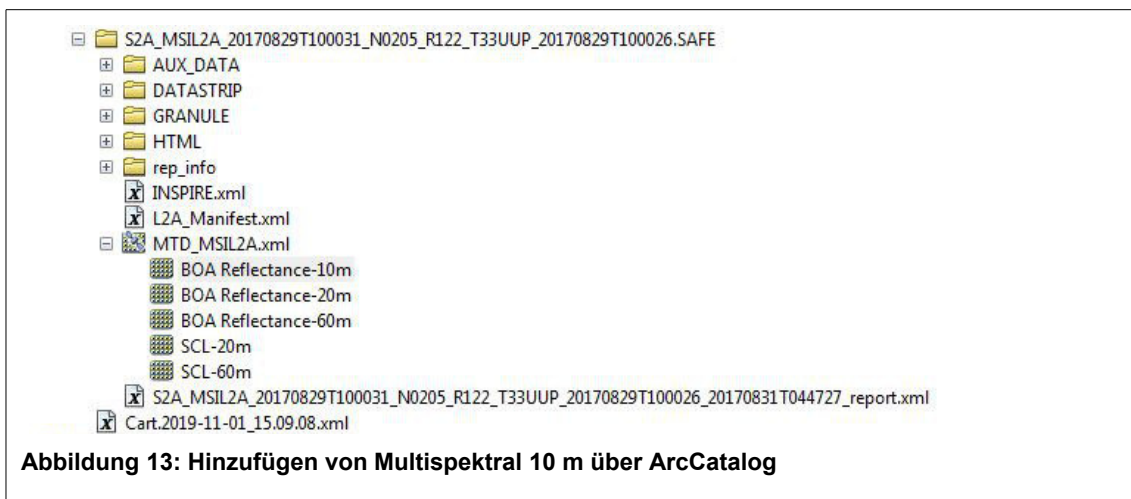 S2A_MSIL2A_20170829T100031_N0205_R122_T33UUP_20170829T100026.SAFE
AUX_DATA
DATASTRIP
GRANULE
HTML
rep_info
INSPIRE.xml
L2A_Manifest.xml
MTD_MSIL2A.xml
BOA Reflectance-10m
BOA Reflectance-20m
BOA Reflectance-60m
SCL-20m
SCL-60m
S2A_MSIL2A_20170829T100031_N0205_R122_T33UUP_20170829T100026_20170831T044727_report.xml
Cart.2019-11-01_15.09.08.xml
Abbildung 13: Hinzufügen von Multispektral 10 m über ArcCatalog